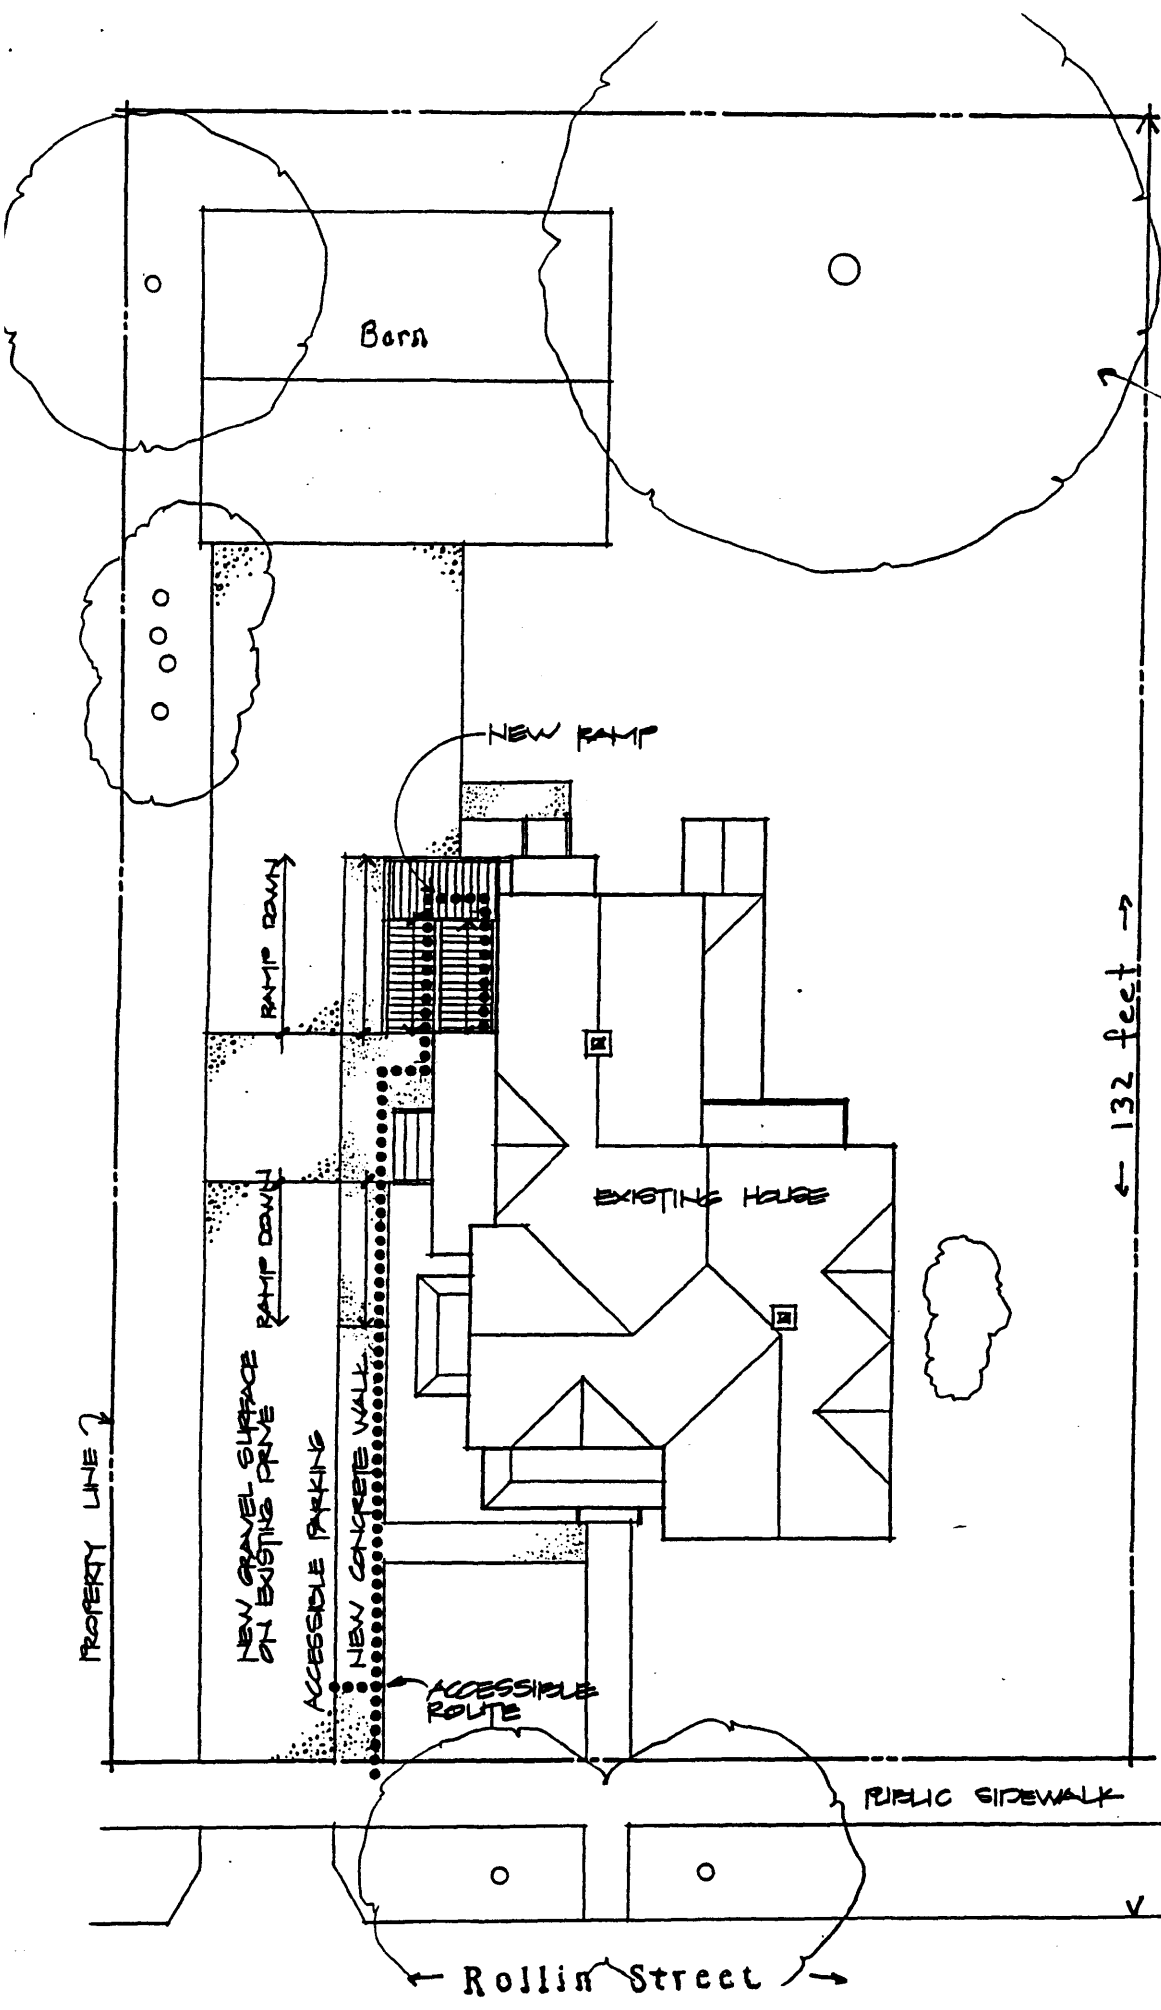 Barn
NEW RAMP
RAMP DOWN
132 feet
EXISTING HOUSE
RAMP DOWN
PROPERTY LINE
NEW GRAVEL SURFACE
ON EXISTING DRIVE
ACCESSIBLE PARKING
NEW CONCRETE WALK
ACCESSIBLE
ROUTE
PUBLIC SIDEWALK
Rollin Street